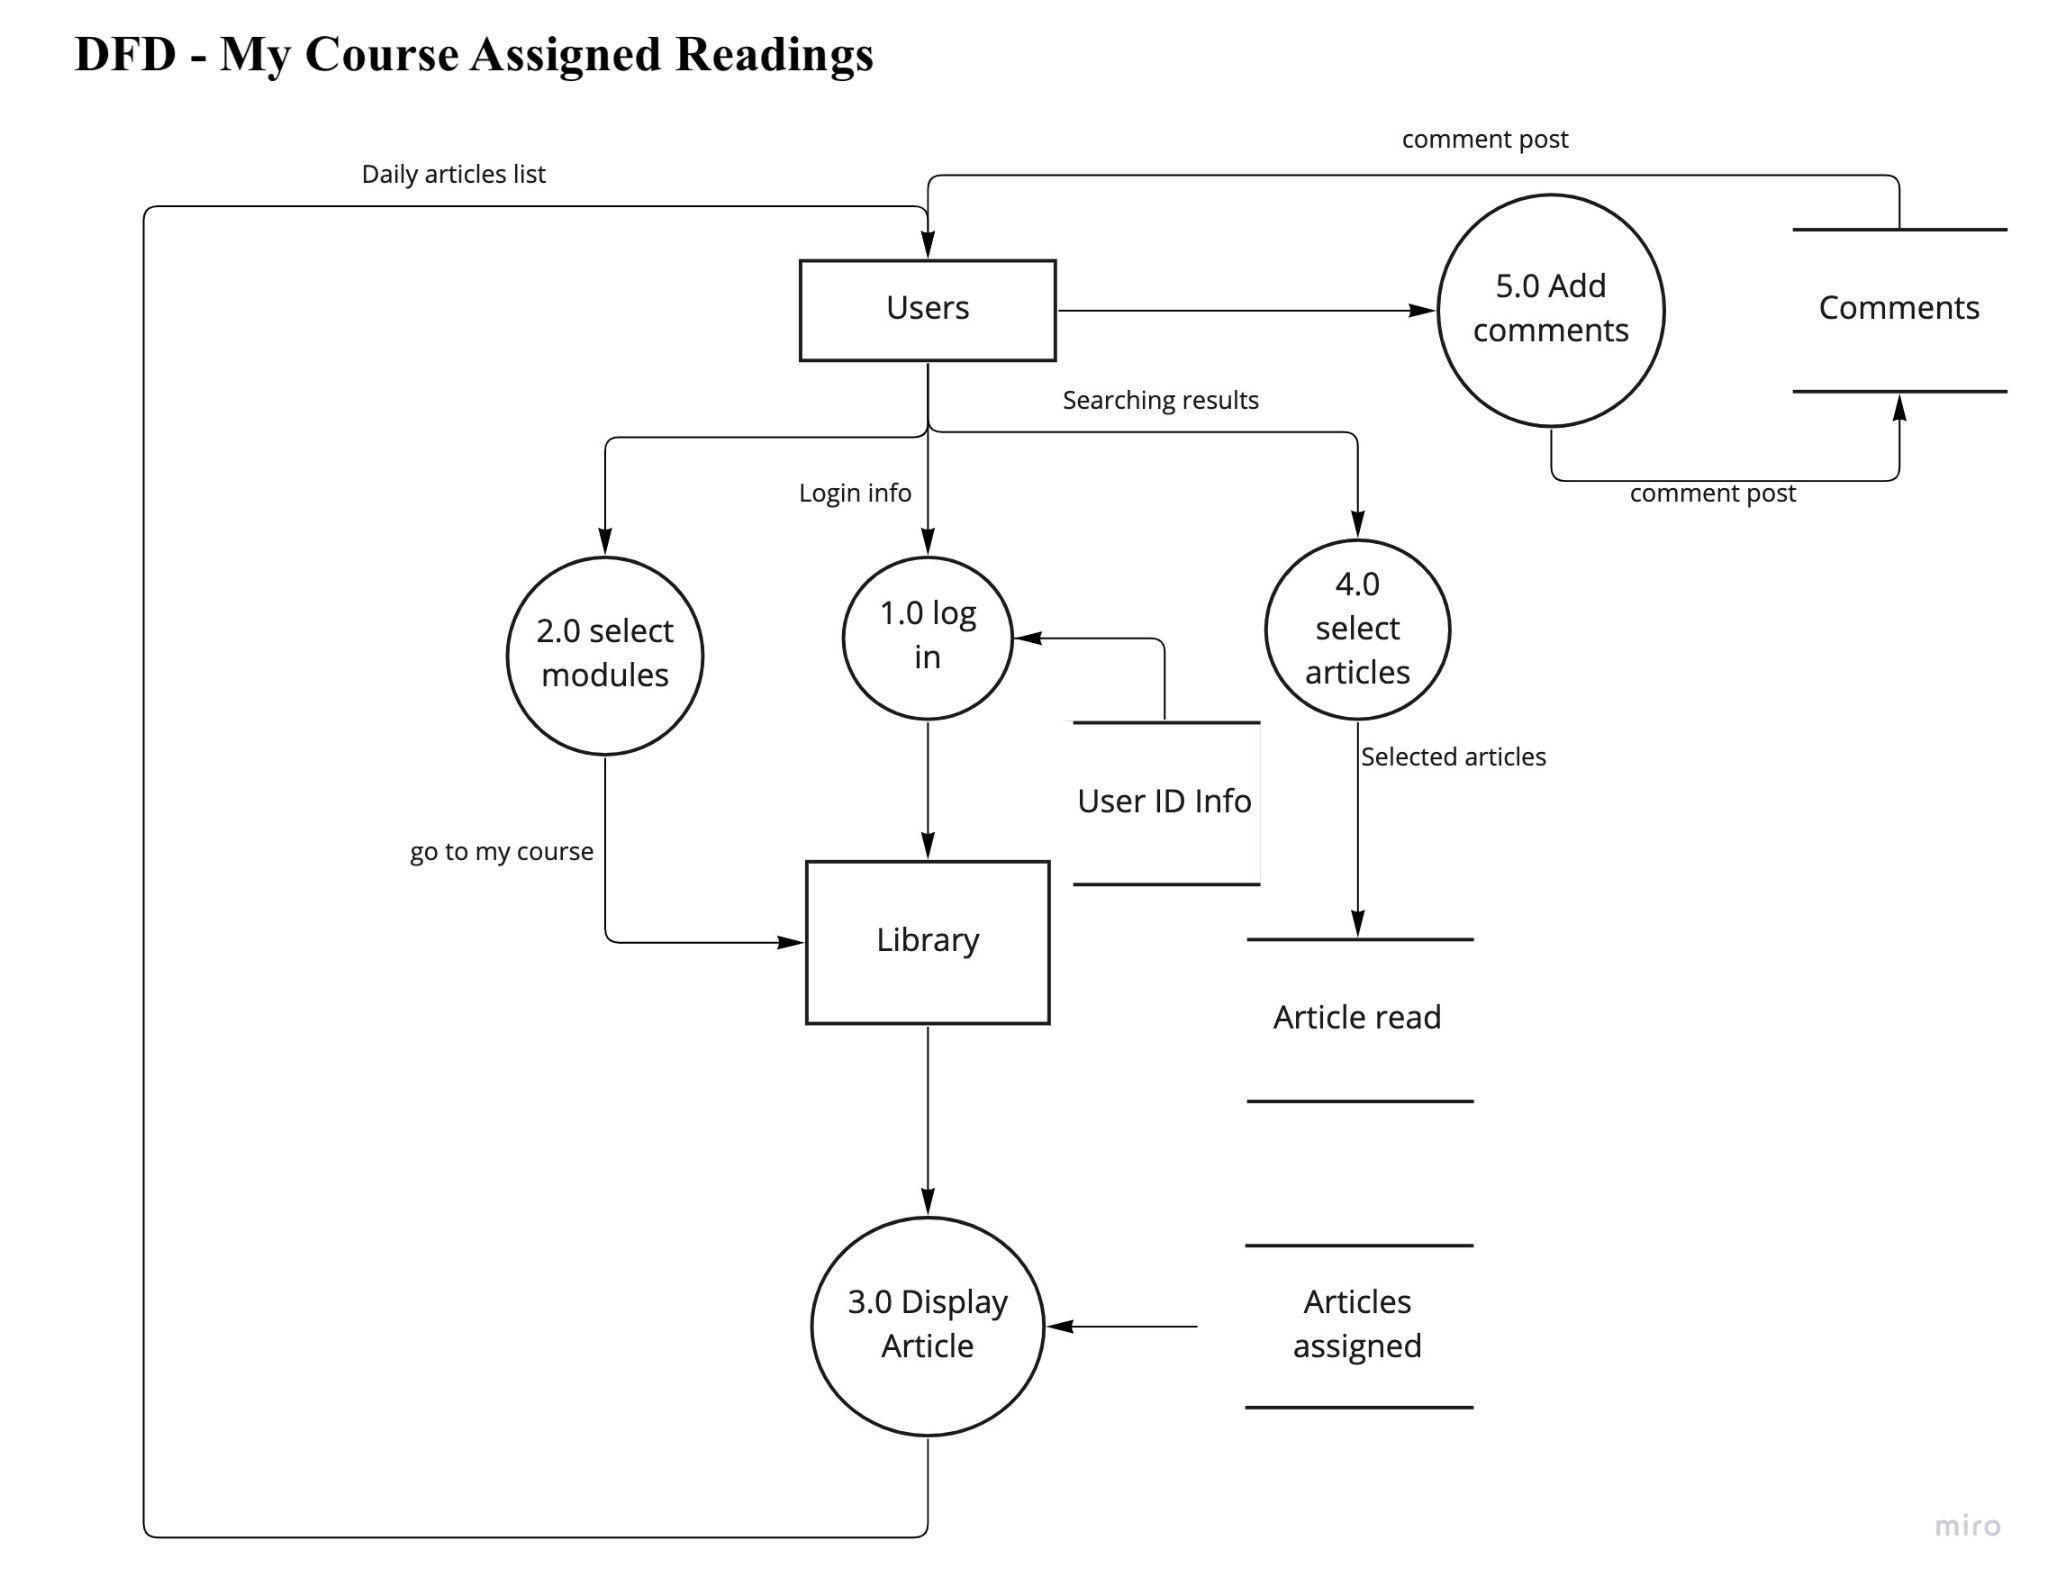 DFD - My Course Assigned Readings
comment post
Daily articles list
Users
5.0 Add
comments
Comments
Searching results
Login info
comment post
2.0 select
modules
1.0 log
in
4.0
select
articles
Selected articles
User ID Info
go to my course
Library
Article read
3.0 Display
Article
Articles
assigned
miro